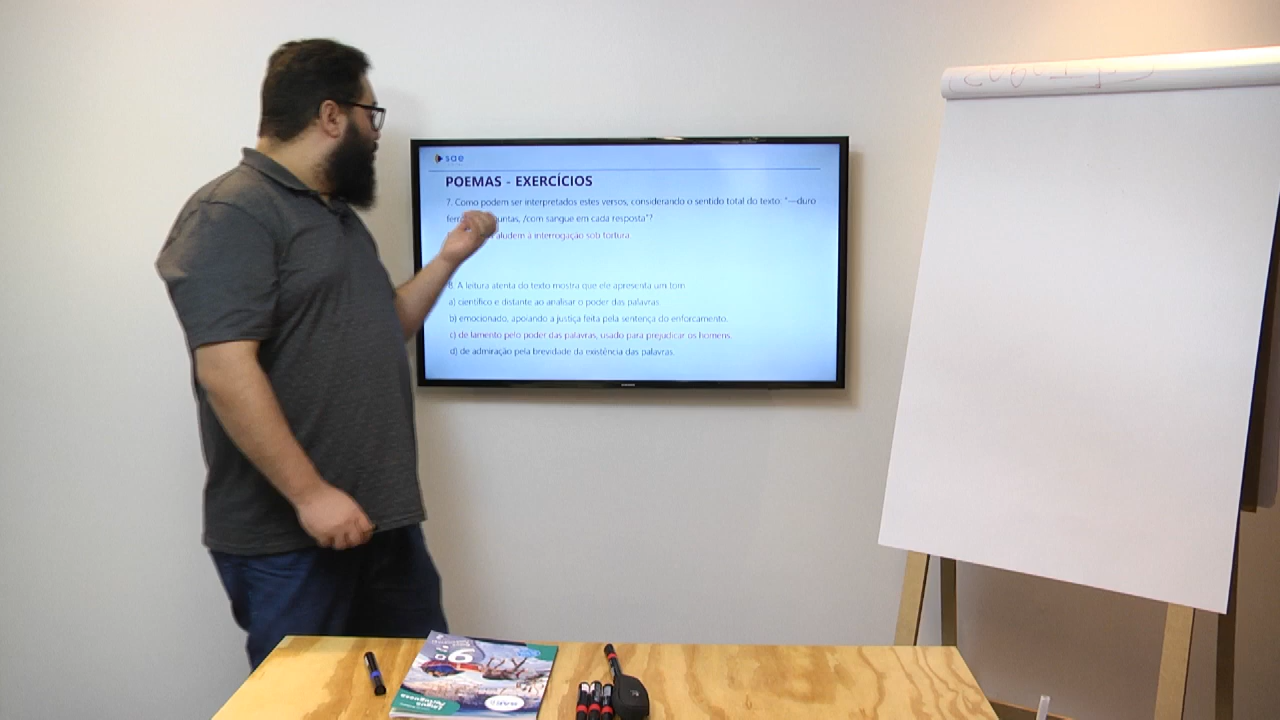 sae
POEMAS - EXERCÍCIOS
7. Como podem ser interpretados estes versos, considerando o sentido total do texto: "—duro
com sangue em cada resposta"?
aludem à interrogação sob tortura.
8. A leitura atenta do texto mostra que ele apresenta um tom
a) científico e distante ao analisar o poder das palavras.
b) emocionado, apoiando a justiça feita pela sentença do enforcamento.
c) de lamento pelo poder das palavras, usado para prejudicar os homens.
d) de admiração pela brevidade da existência das palavras.
6º
Língua
Portuguesa